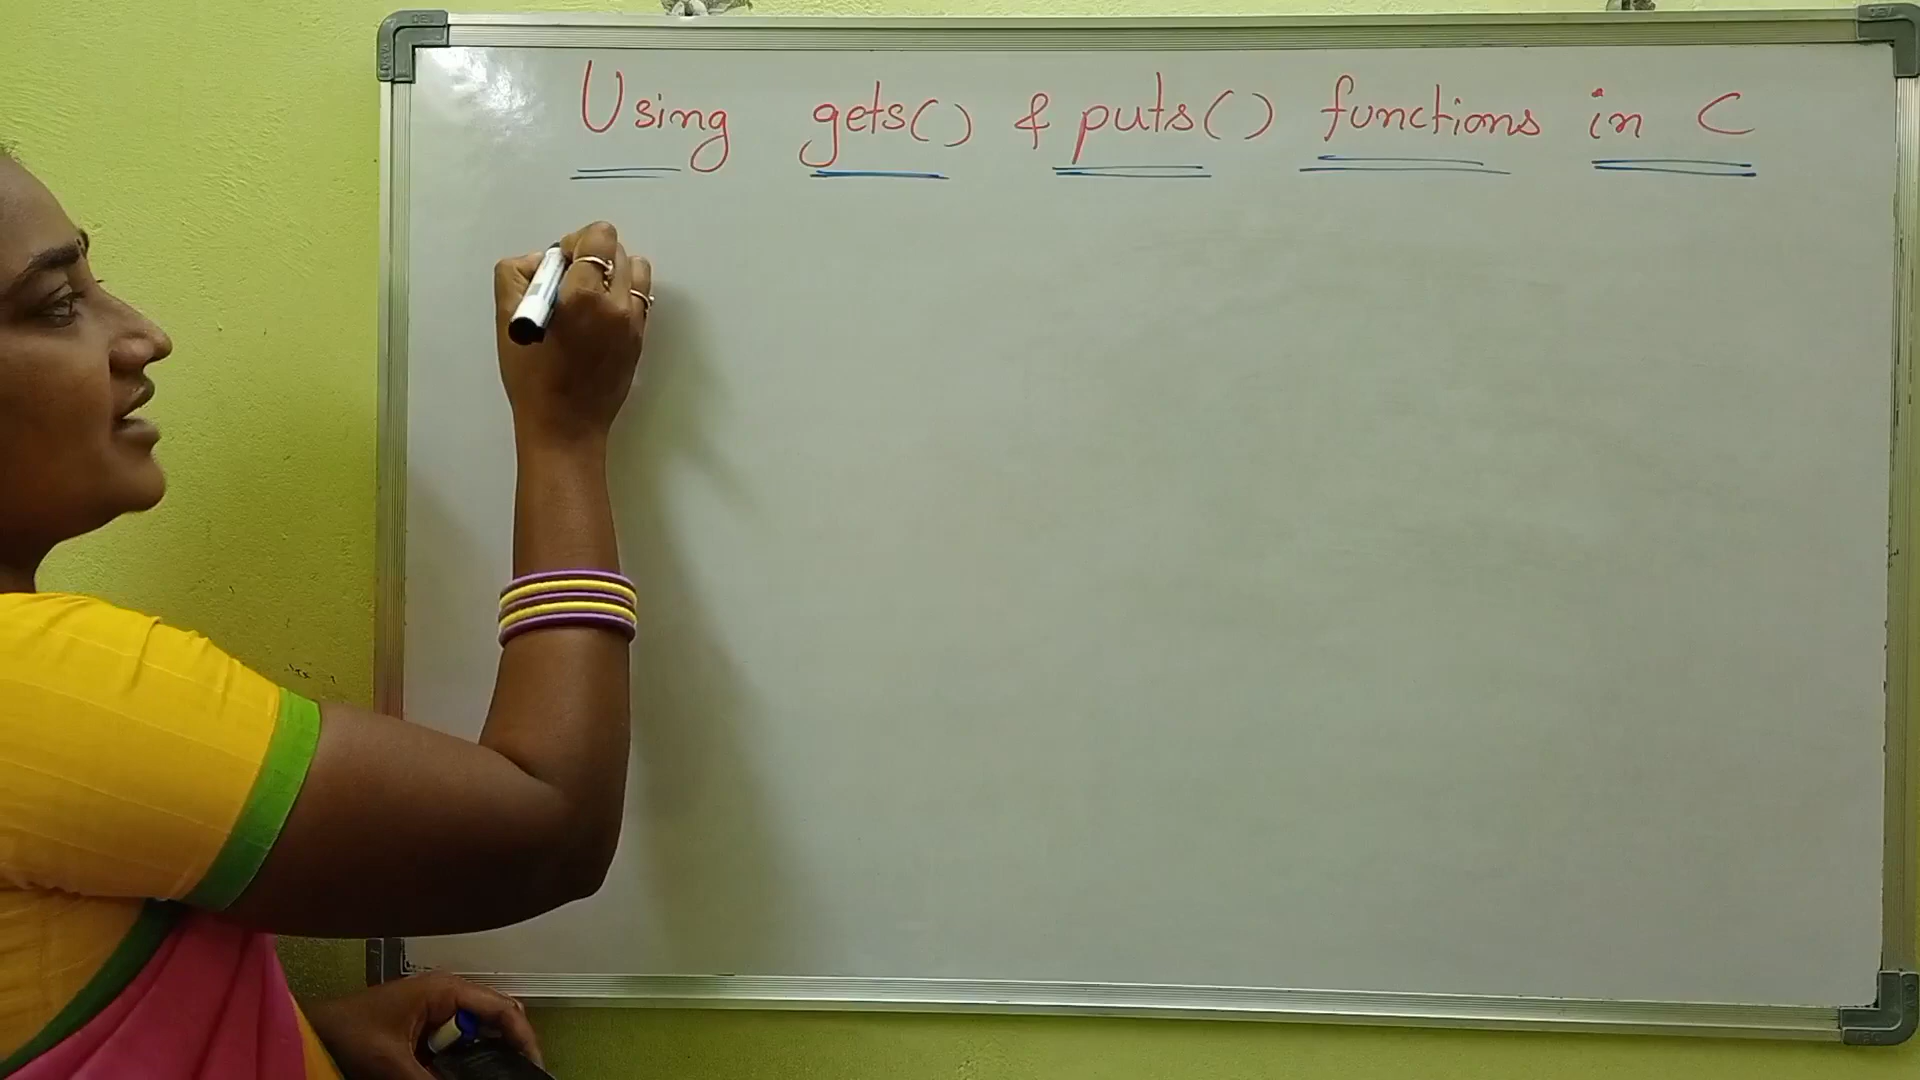 Using gets() & puts() functions in C